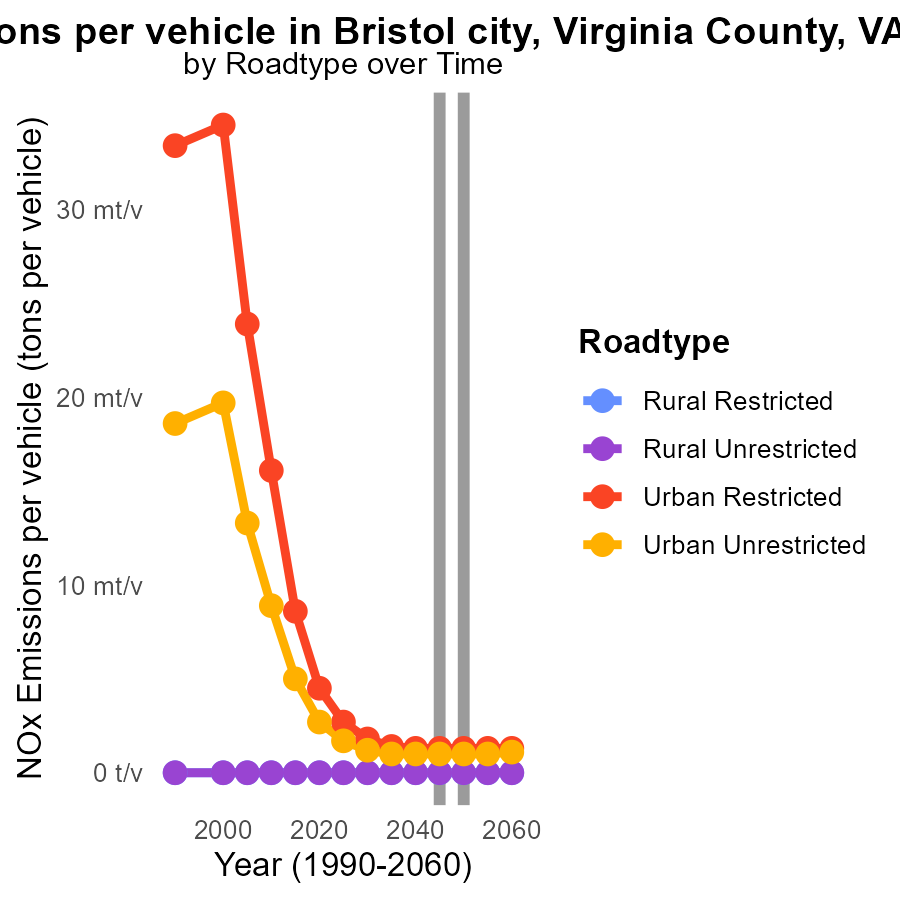 ons per vehicle in Bristol city, Virginia County, VA
by Roadtype over Time
NOx Emissions per vehicle (tons per vehicle)
30 mt/v
20 mt/v
10 mt/v
0 t/v
2000 2020 2040 2060
Year (1990-2060)
Roadtype
Rural Restricted
Rural Unrestricted
Urban Restricted
Urban Unrestricted